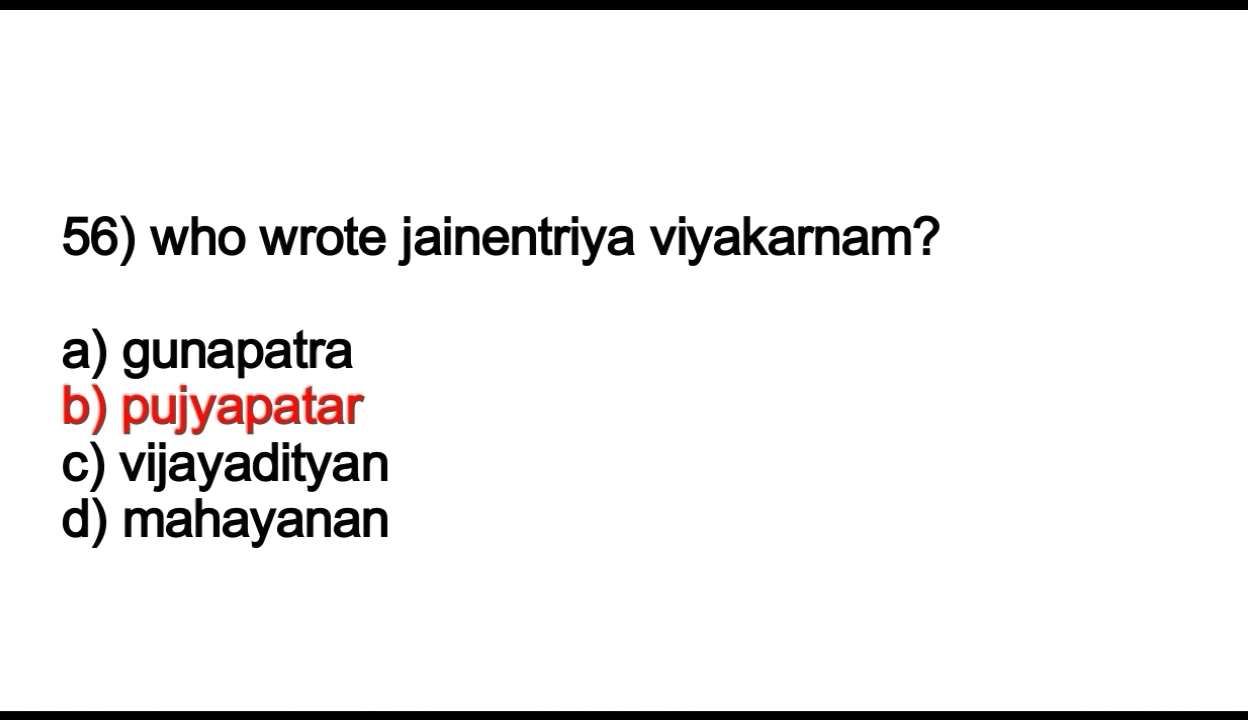 56) who wrote jainentriya viyakarnam?
a) gunapatra
b) pujyapatar
c) vijayadityan
d) mahayanan